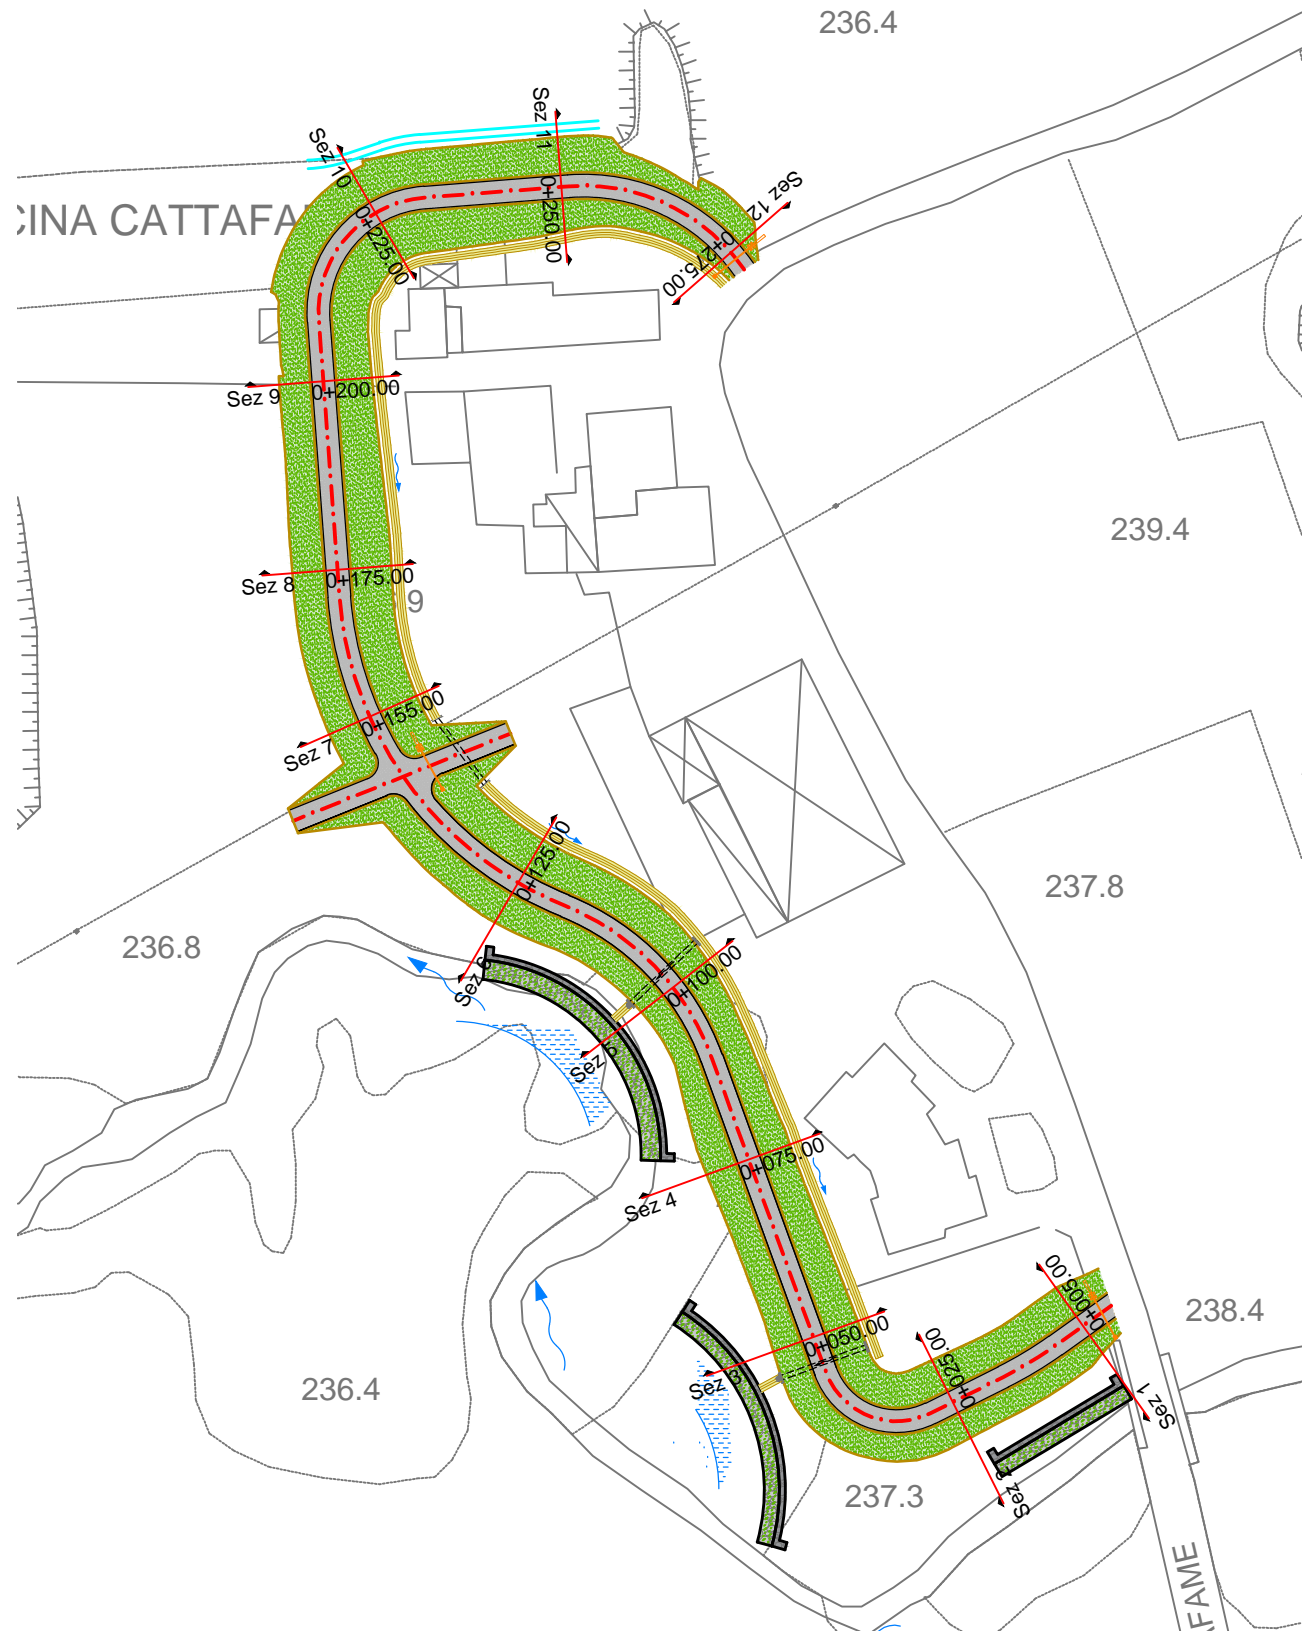 236.4
Sez 11
Sez 10
Sez 12
CINA CATTAFA
0+250.00
0+225.00
0+275.00
Sez 9
0+200.00
239.4
Sez 8
0+175.00
9
0+155.00
Sez 7
0+125.00
237.8
236.8
Sez 6
0+100.00
Sez 5
0+075.00
Sez 4
0+005.00
238.4
0+050.00
0+025.00
Sez 3
236.4
Sez 1
237.3
Sez 2
AFAME